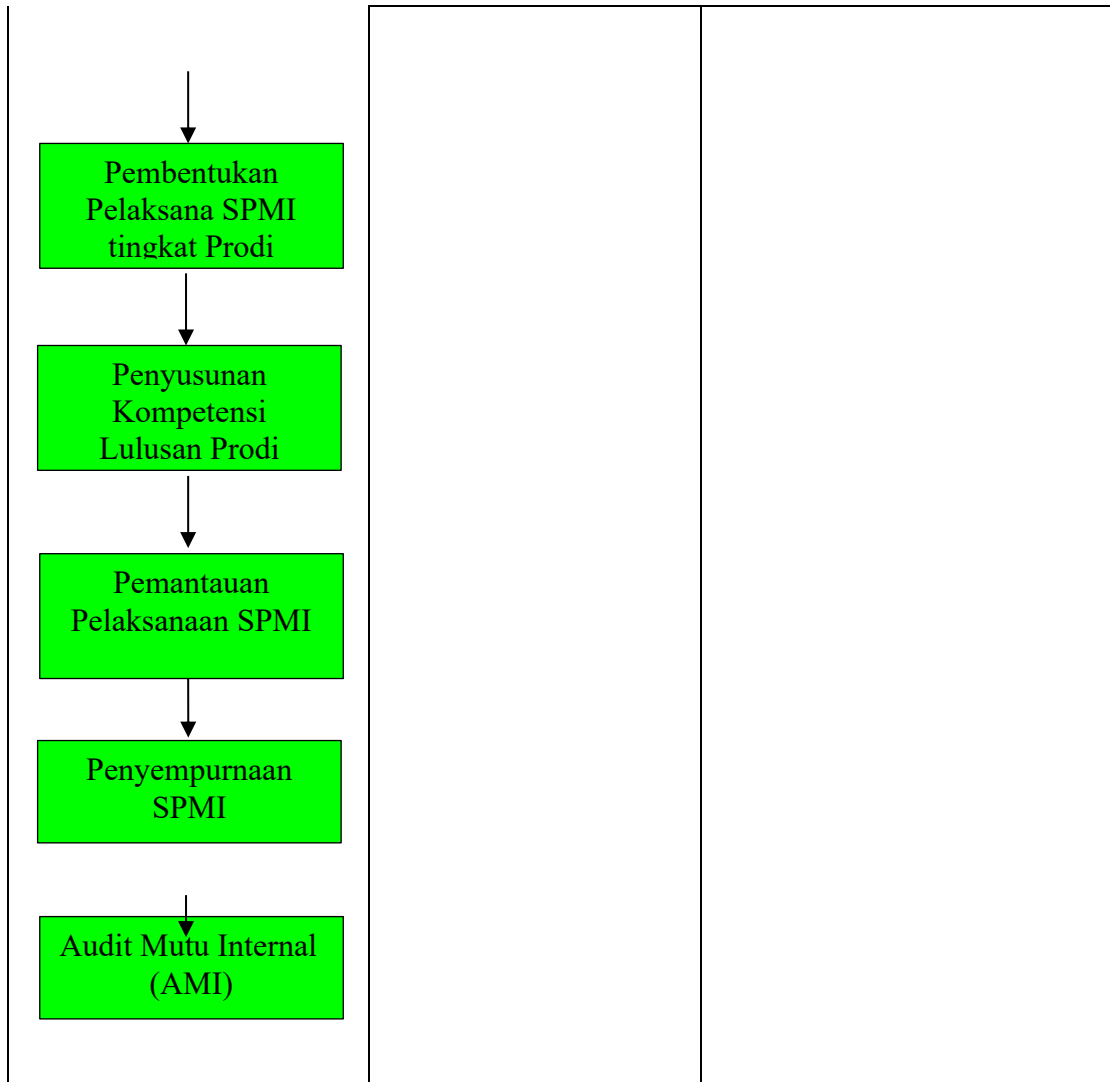 Pembentukan
Pelaksana SPMI
tingkat Prodi
Penyusunan
Kompetensi
Lulusan Prodi
Pemantauan
Pelaksanaan SPMI
Penyempurnaan
SPMI
Audit Mutu Internal
(AMI)